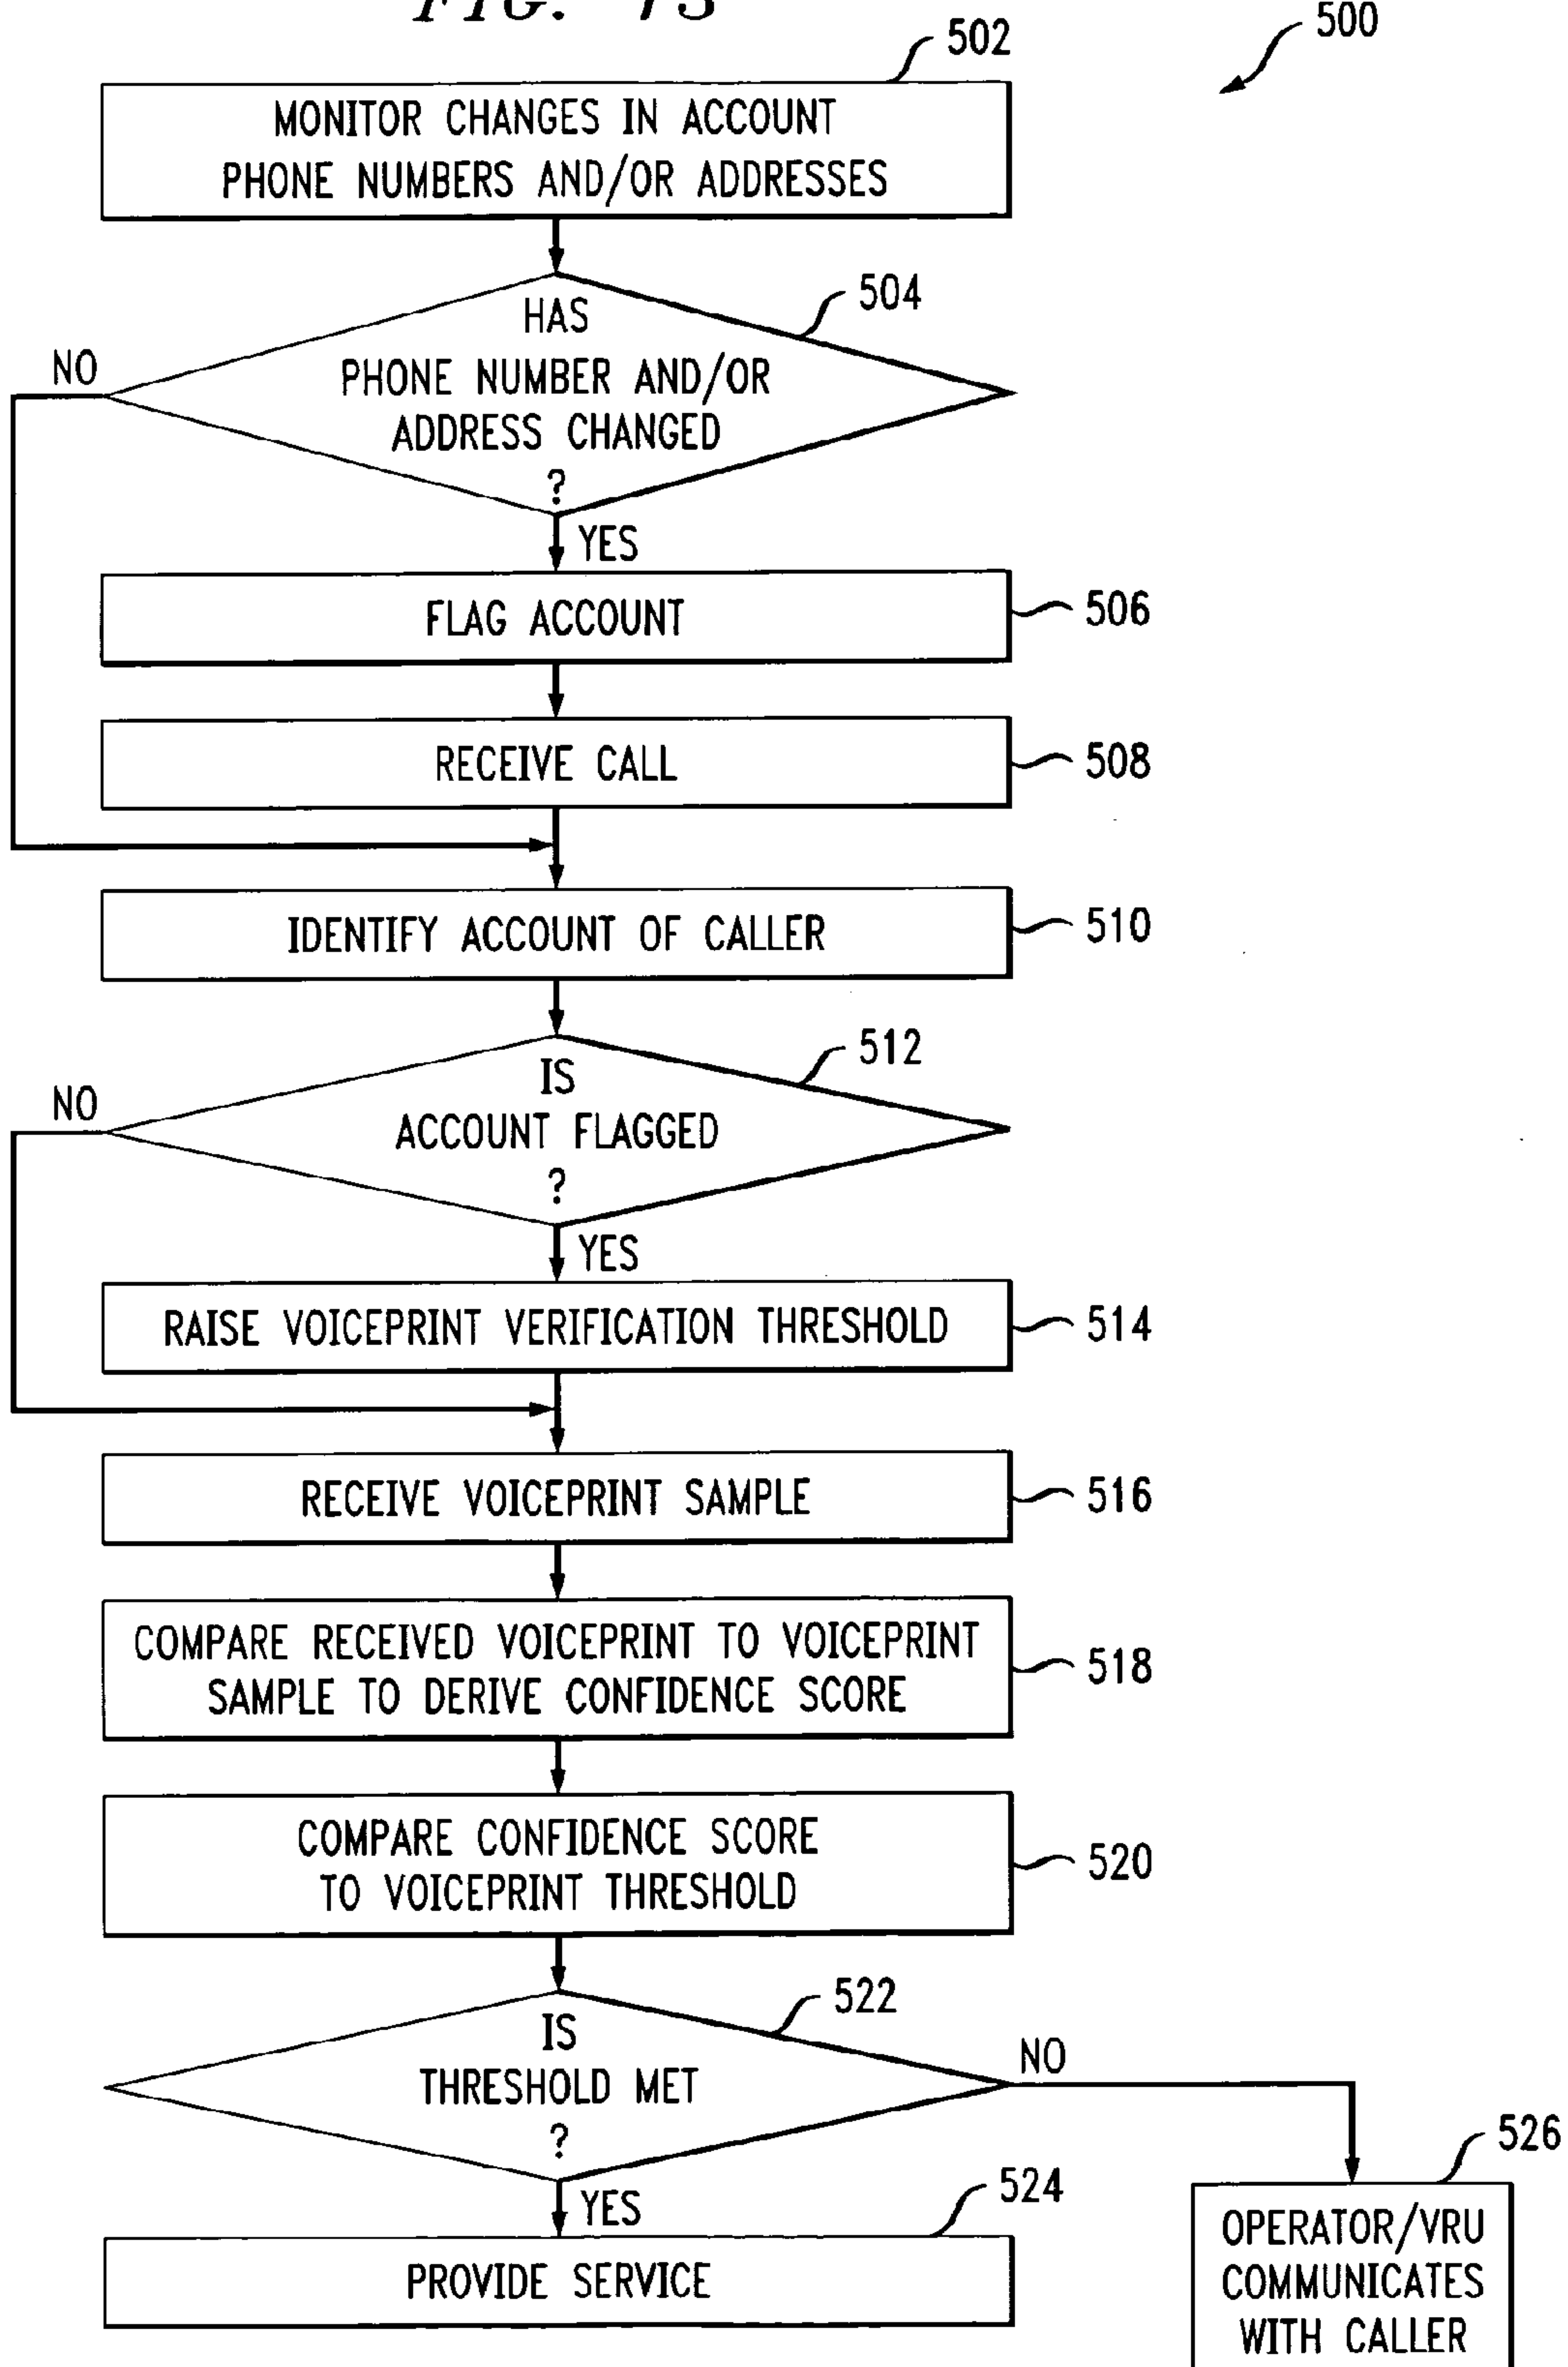 500
502
MONITOR CHANGES IN ACCOUNT
PHONE NUMBERS AND/OR ADDRESSES
504
HAS
PHONE NUMBER AND/OR
ADDRESS CHANGED
?
NO
YES
FLAG ACCOUNT
506
RECEIVE CALL
508
IDENTIFY ACCOUNT OF CALLER
510
512
IS
ACCOUNT FLAGGED
?
NO
YES
RAISE VOICEPRINT VERIFICATION THRESHOLD
514
RECEIVE VOICEPRINT SAMPLE
516
COMPARE RECEIVED VOICEPRINT TO VOICEPRINT
SAMPLE TO DERIVE CONFIDENCE SCORE
518
COMPARE CONFIDENCE SCORE
TO VOICEPRINT THRESHOLD
520
522
IS
THRESHOLD MET
?
NO
YES
524
PROVIDE SERVICE
526
OPERATOR/VRU
COMMUNICATES
WITH CALLER